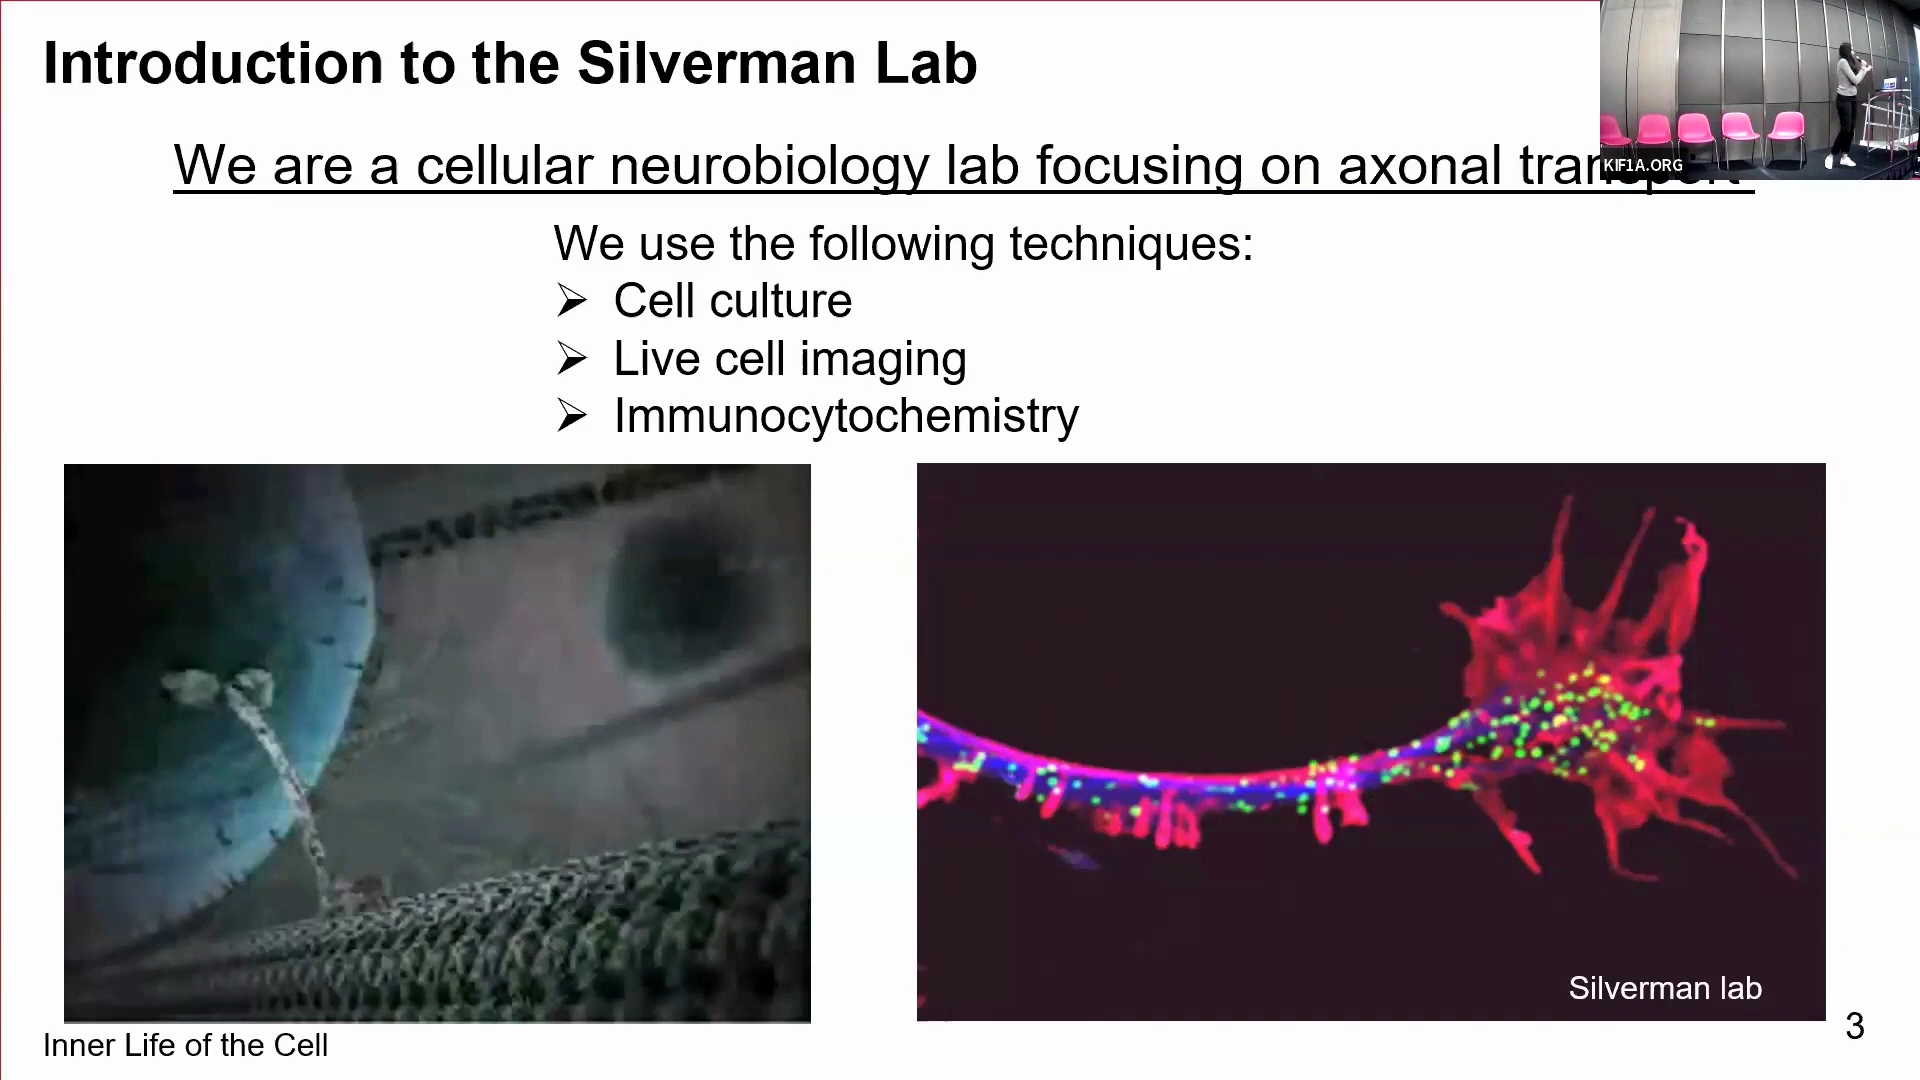 Introduction to the Silverman Lab
We are a cellular neurobiology lab focusing on axonal transport
KIF1A.ORG
We use the following techniques:
➢ Cell culture
➢ Live cell imaging
➢ Immunocytochemistry
Silverman lab
3
Inner Life of the Cell